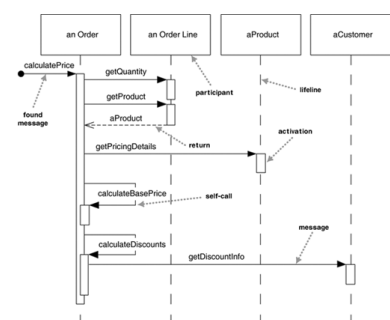 an Order
an Order Line
aProduct
aCustomer
calculatePrice
getQuantity
participant
lifeline
found
message
getProduct
aProduct
return
activation
getPricingDetails
calculateBasePrice
self-call
message
calculateDiscounts
getDiscountInfo